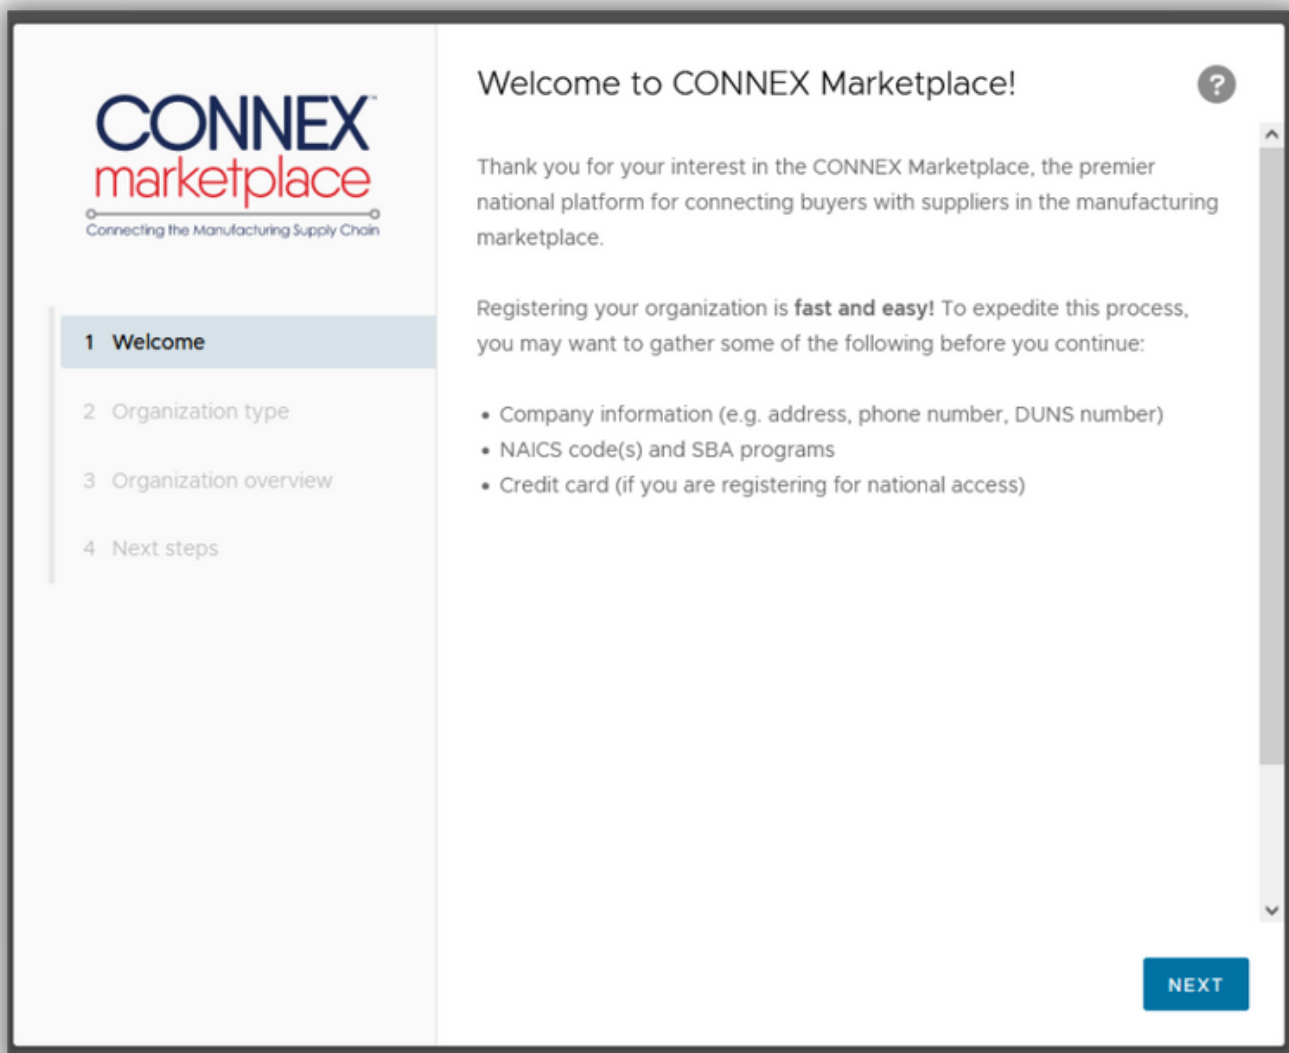 CONNEX™
marketplace
Connecting the Manufacturing Supply Chain
1 Welcome
2 Organization type
3 Organization overview
4 Next steps
Welcome to CONNEX Marketplace!
?
Thank you for your interest in the CONNEX Marketplace, the premier
national platform for connecting buyers with suppliers in the manufacturing
marketplace.
Registering your organization is fast and easy! To expedite this process,
you may want to gather some of the following before you continue:
• Company information (e.g. address, phone number, DUNS number)
• NAICS code(s) and SBA programs
• Credit card (if you are registering for national access)
NEXT